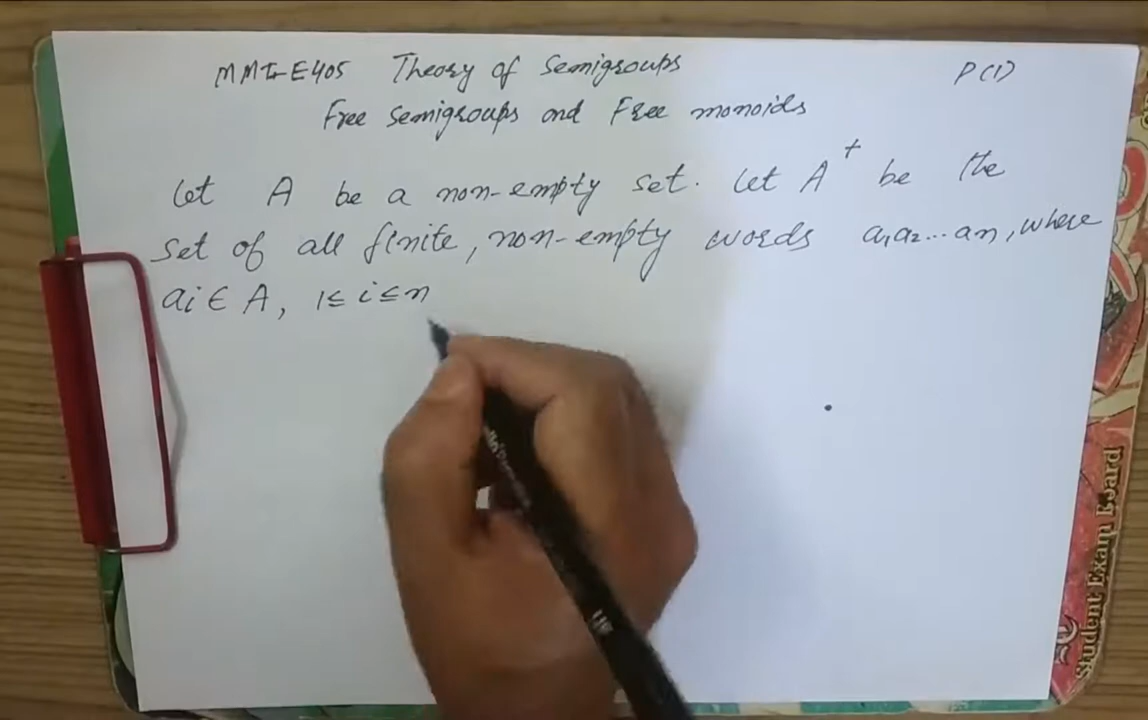 MMT-E405 Theory of Semigroups P(1)
Free semigroups and Free monoids
Let A be a non-empty set. Let A⁺ be the
set of all finite, non-empty words a₁a₂...an, where
ai ∈ A, 1≤ i ≤ n
Student Exam Board